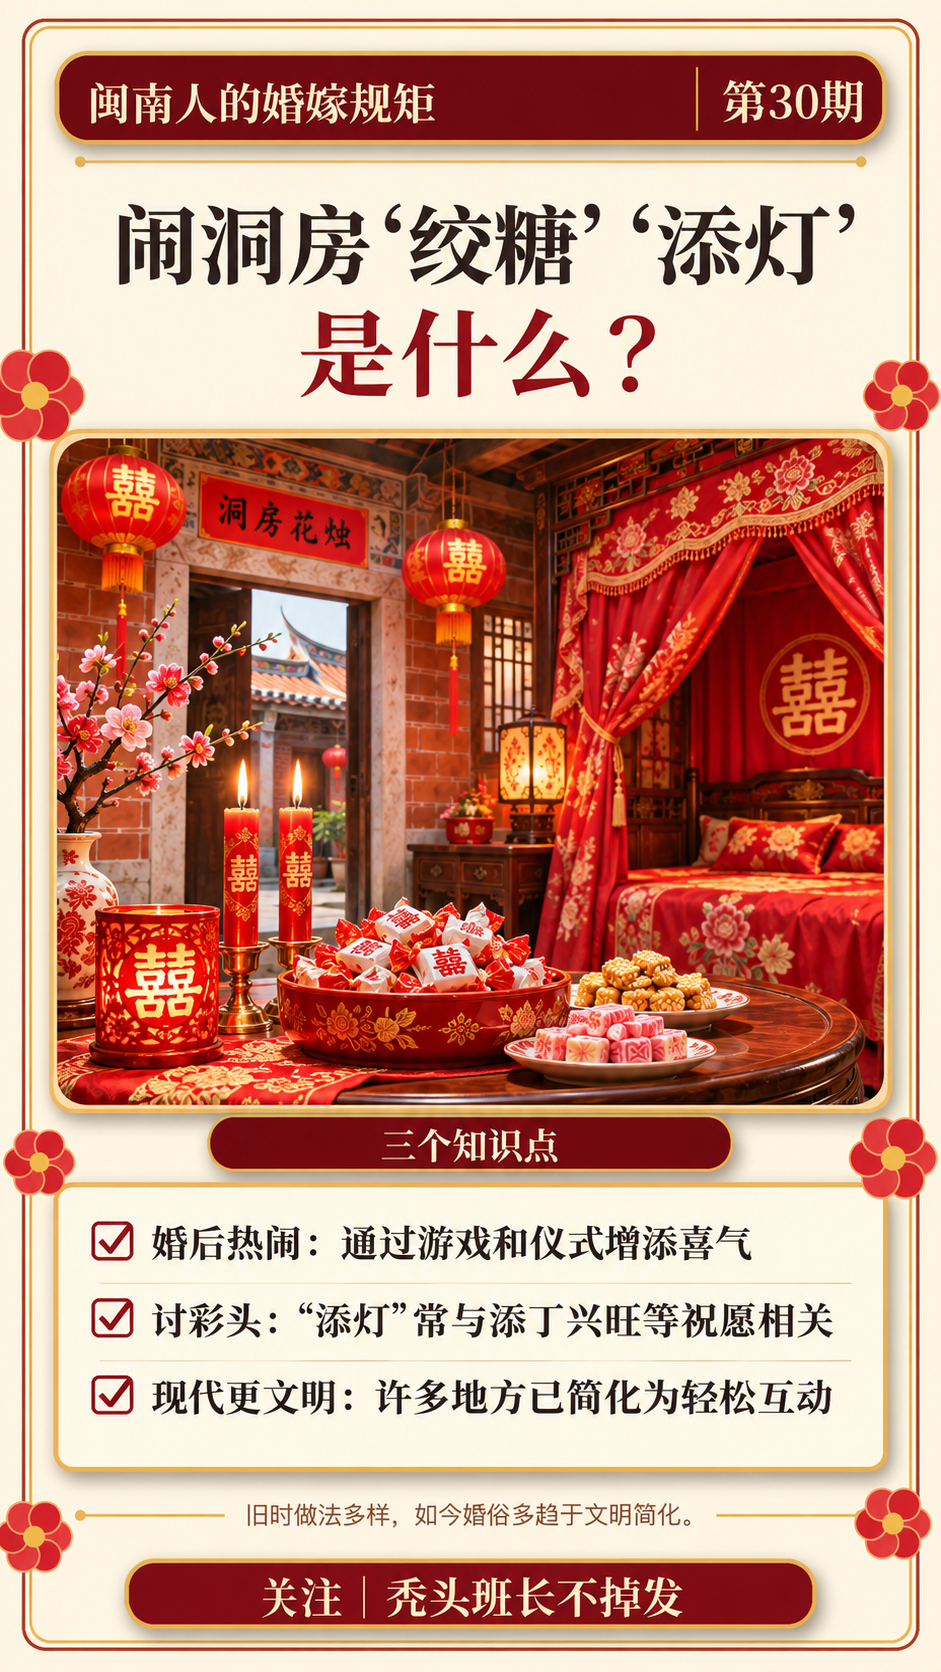 闽南人的婚嫁规矩
第30期
闹洞房‘绞糖’‘添灯’
是什么？
囍
洞房花烛
囍
囍
囍
囍
囍
囍
囍
三个知识点
婚后热闹：通过游戏和仪式增添喜气
讨彩头：“添灯”常与添丁兴旺等祝愿相关
现代更文明：许多地方已简化为轻松互动
旧时做法多样，如今婚俗多趋于文明简化。
关注｜秃头班长不掉发